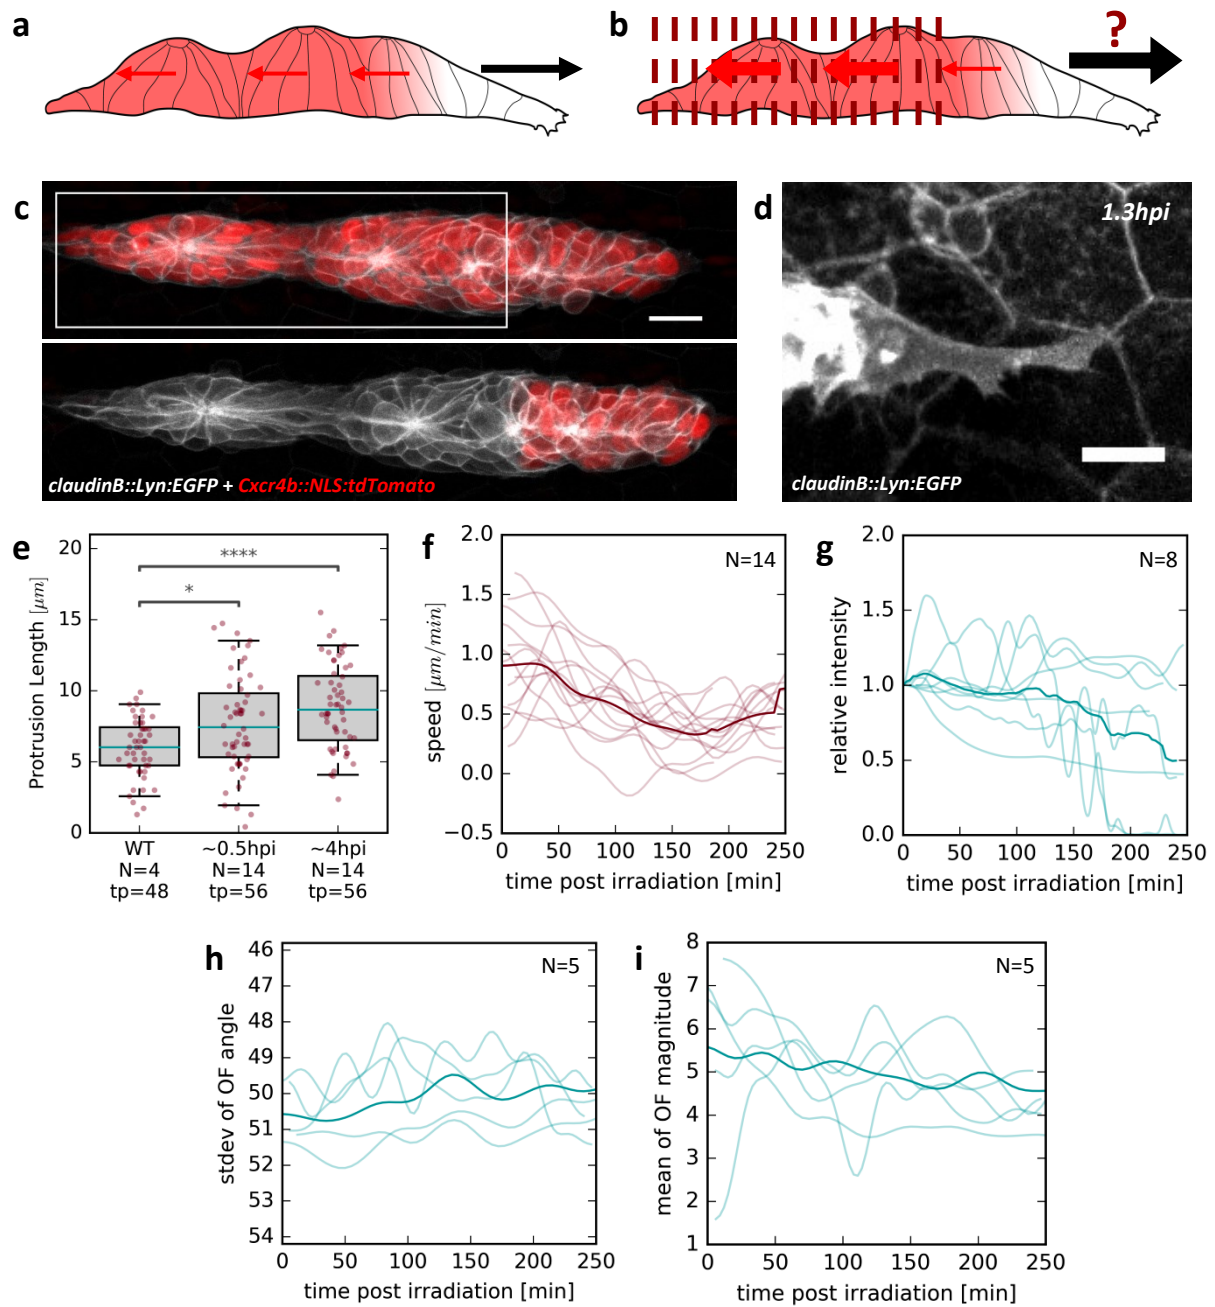 a
b
?
c
claudinB::Lyn:EGFP + Cxcr4b::NLS:tdTomato
d
1.3hpi
claudinB::Lyn:EGFP
e
Protrusion Length [μm]
20
15
10
5
0
****
*
WT
N=4
tp=48
~0.5hpi
N=14
tp=56
~4hpi
N=14
tp=56
f
N=14
speed [μm/min]
2.0
1.5
1.0
0.5
0.0
−0.5
0 50 100 150 200 250
time post irradiation [min]
g
N=8
relative intensity
2.0
1.5
1.0
0.5
0.0
0 50 100 150 200 250
time post irradiation [min]
h
N=5
stdev of OF angle
46
47
48
49
50
51
52
53
54
0 50 100 150 200 250
time post irradiation [min]
i
N=5
mean of OF magnitude
8
7
6
5
4
3
2
1
0 50 100 150 200 250
time post irradiation [min]